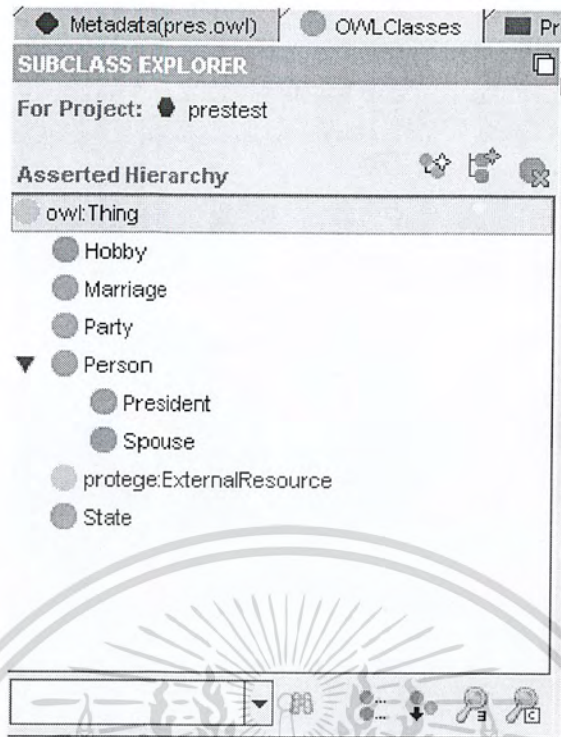 Metadata(pres.owl) OWLClasses Pr
SUBCLASS EXPLORER
For Project: prestest
Asserted Hierarchy
owl:Thing
Hobby
Marriage
Party
Person
President
Spouse
protege:ExternalResource
State